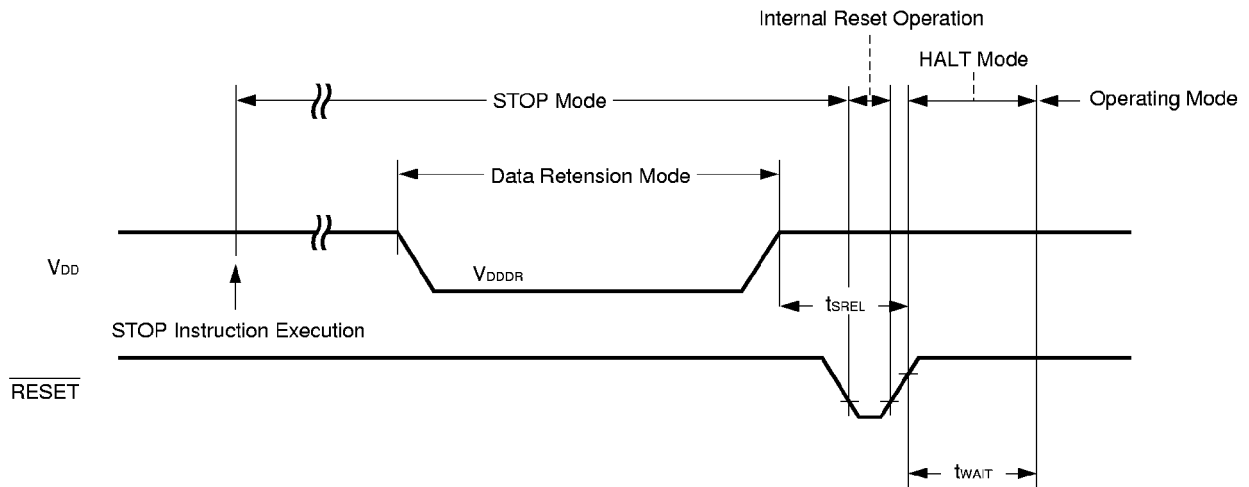 Internal Reset Operation
HALT Mode
STOP Mode
Operating Mode
Data Retension Mode
VDD
VDDDR
tSREL
STOP Instruction Execution
RESET
tWAIT